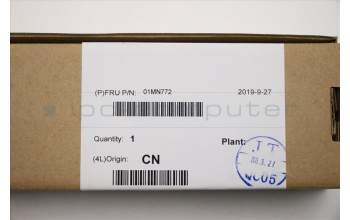 (P)FRU P/N: 01MN772 2019-9-27
Quantity: 1 Plant:
(4L)Origin: CN
J T